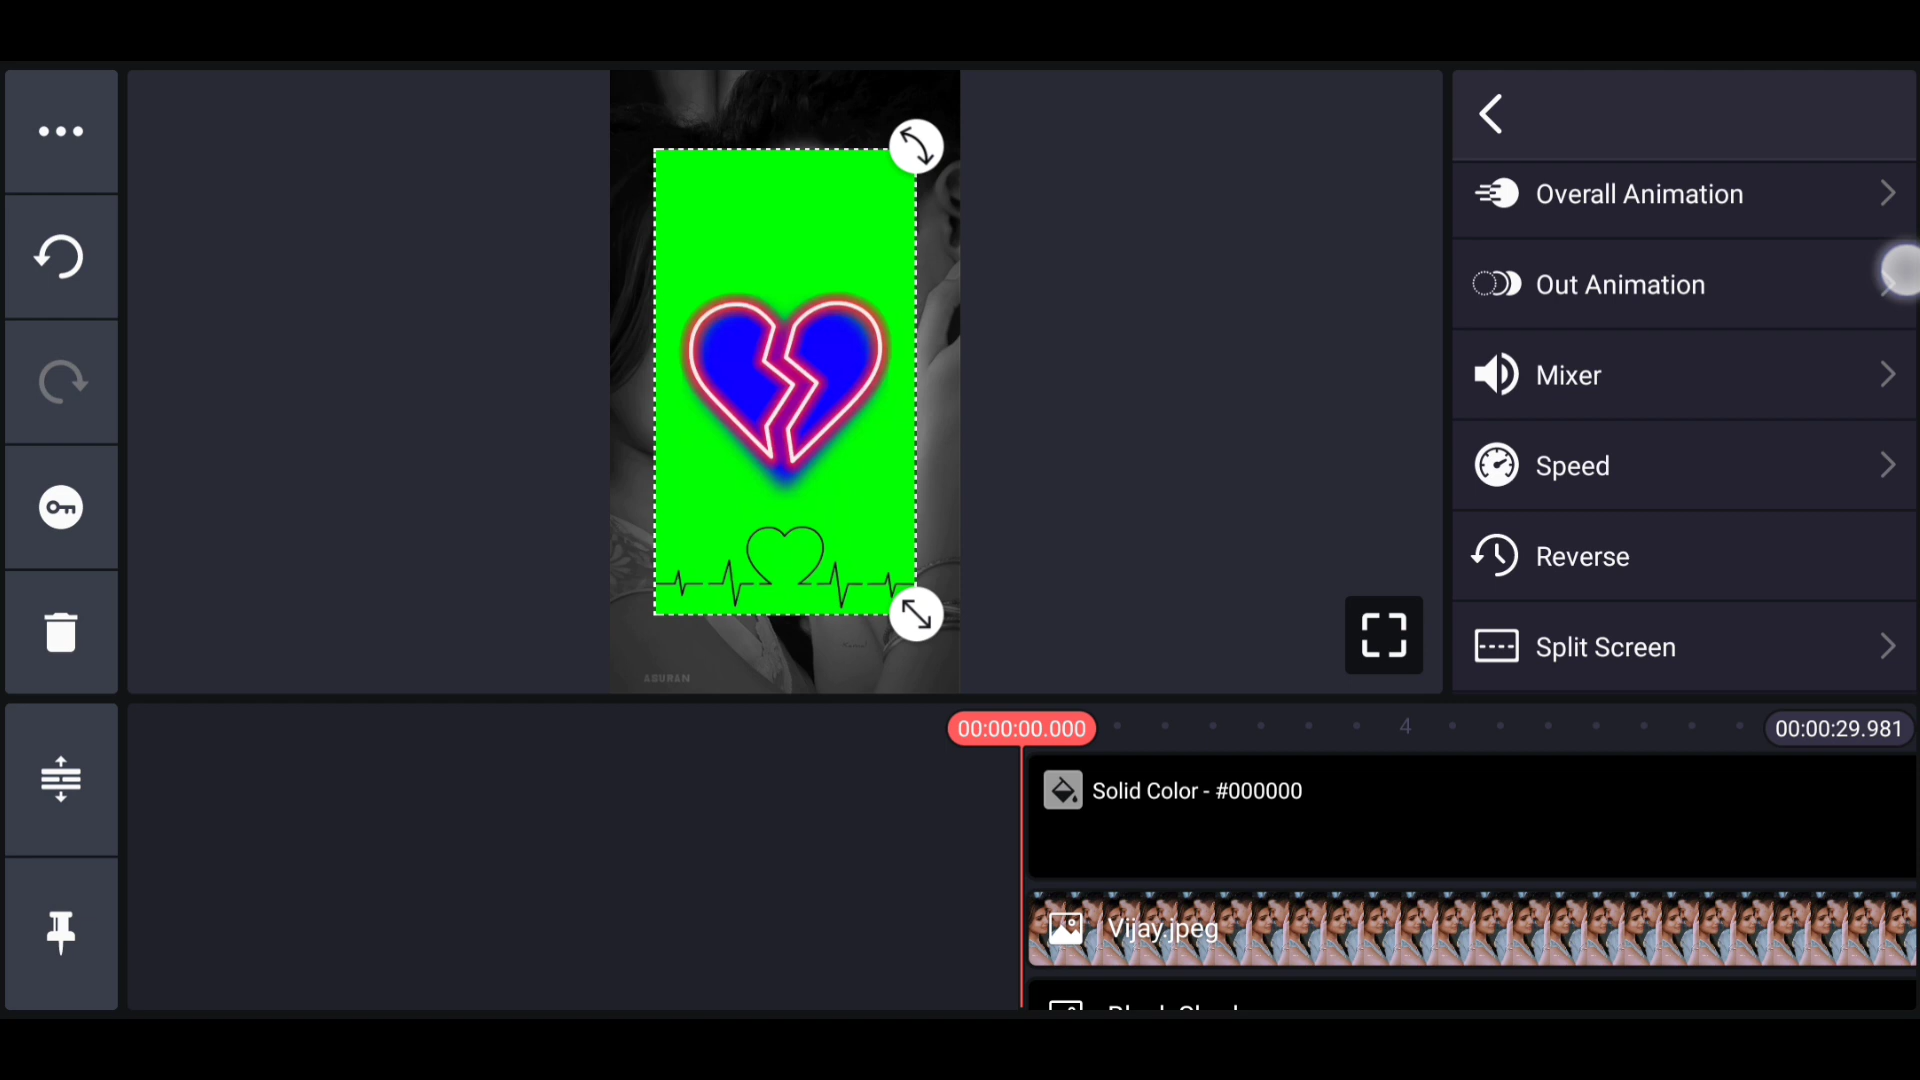 Overall Animation
Out Animation
Mixer
Speed
Reverse
Split Screen
ASURAN
00:00:00.000
4
00:00:29.981
Solid Color - #000000
Vijay.jpeg